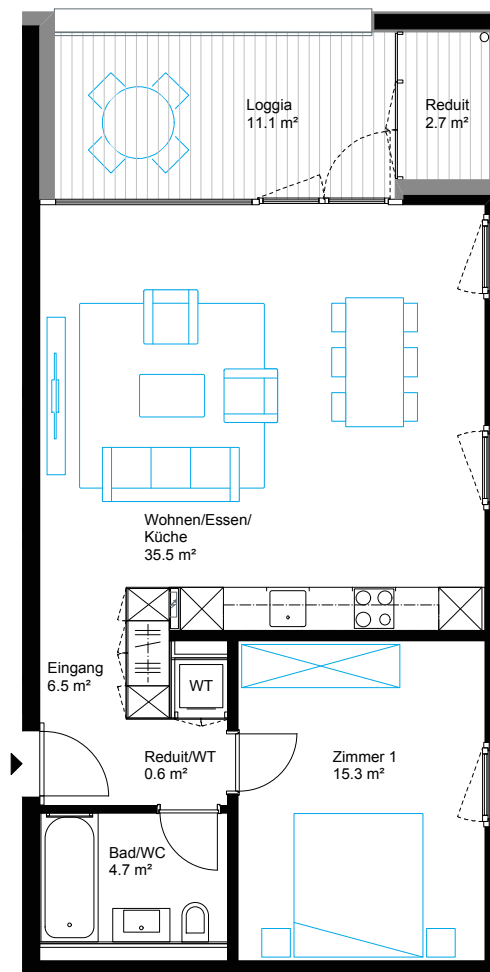 Loggia
11.1 m²
Reduit
2.7 m²
Wohnen/Essen/
Küche
35.5 m²
Eingang
6.5 m²
WT
Reduit/WT
0.6 m²
Zimmer 1
15.3 m²
Bad/WC
4.7 m²